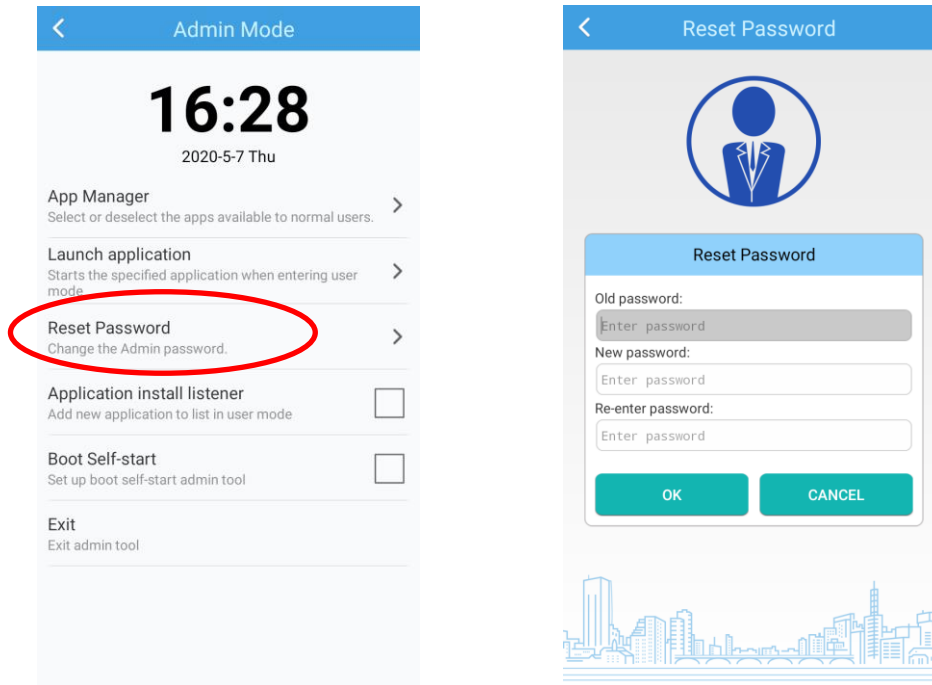 Admin Mode
16:28
2020-5-7 Thu
App Manager
Select or deselect the apps available to normal users.
Launch application
Starts the specified application when entering user
mode
Reset Password
Change the Admin password.
Application install listener
Add new application to list in user mode
Boot Self-start
Set up boot self-start admin tool
Exit
Exit admin tool
Reset Password
Reset Password
Old password:
Enter password
New password:
Enter password
Re-enter password:
Enter password
OK CANCEL